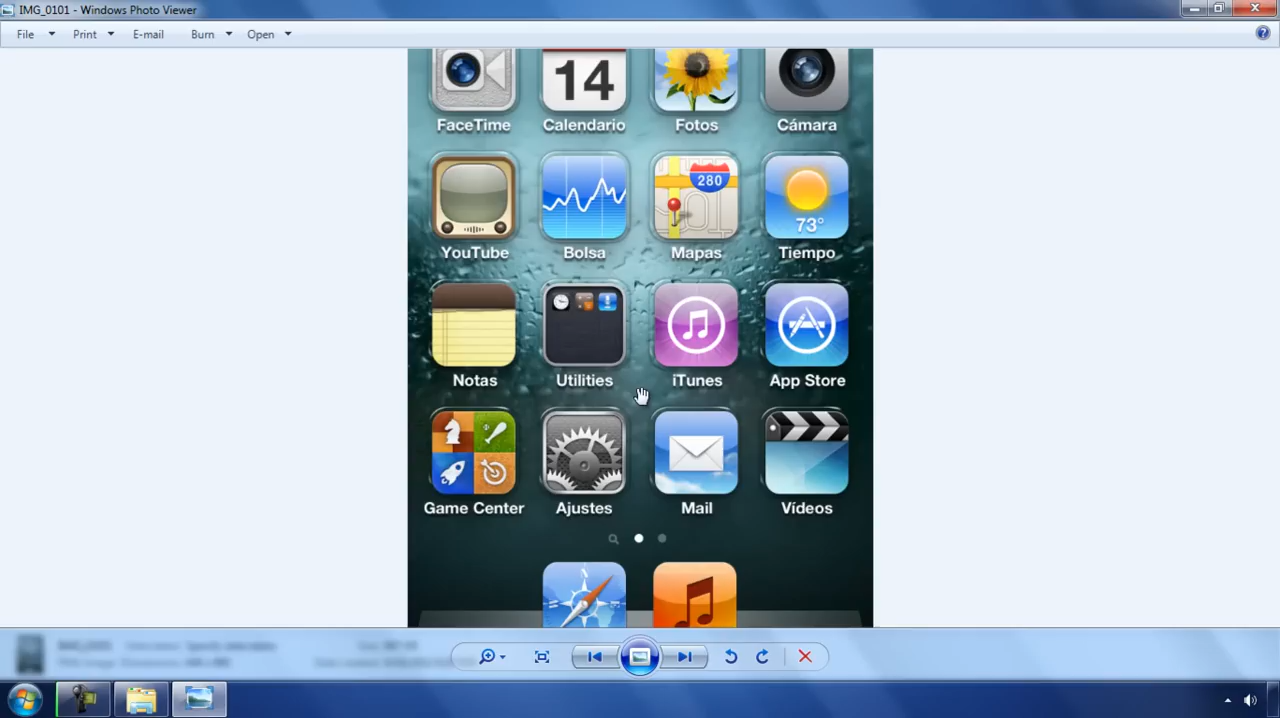 IMG_0101 - Windows Photo Viewer
File Print E-mail Burn Open
14
FaceTime Calendario Fotos Cámara
280
73°
YouTube Bolsa Mapas Tiempo
Notas Utilities iTunes App Store
Game Center Ajustes Mail Vídeos
N